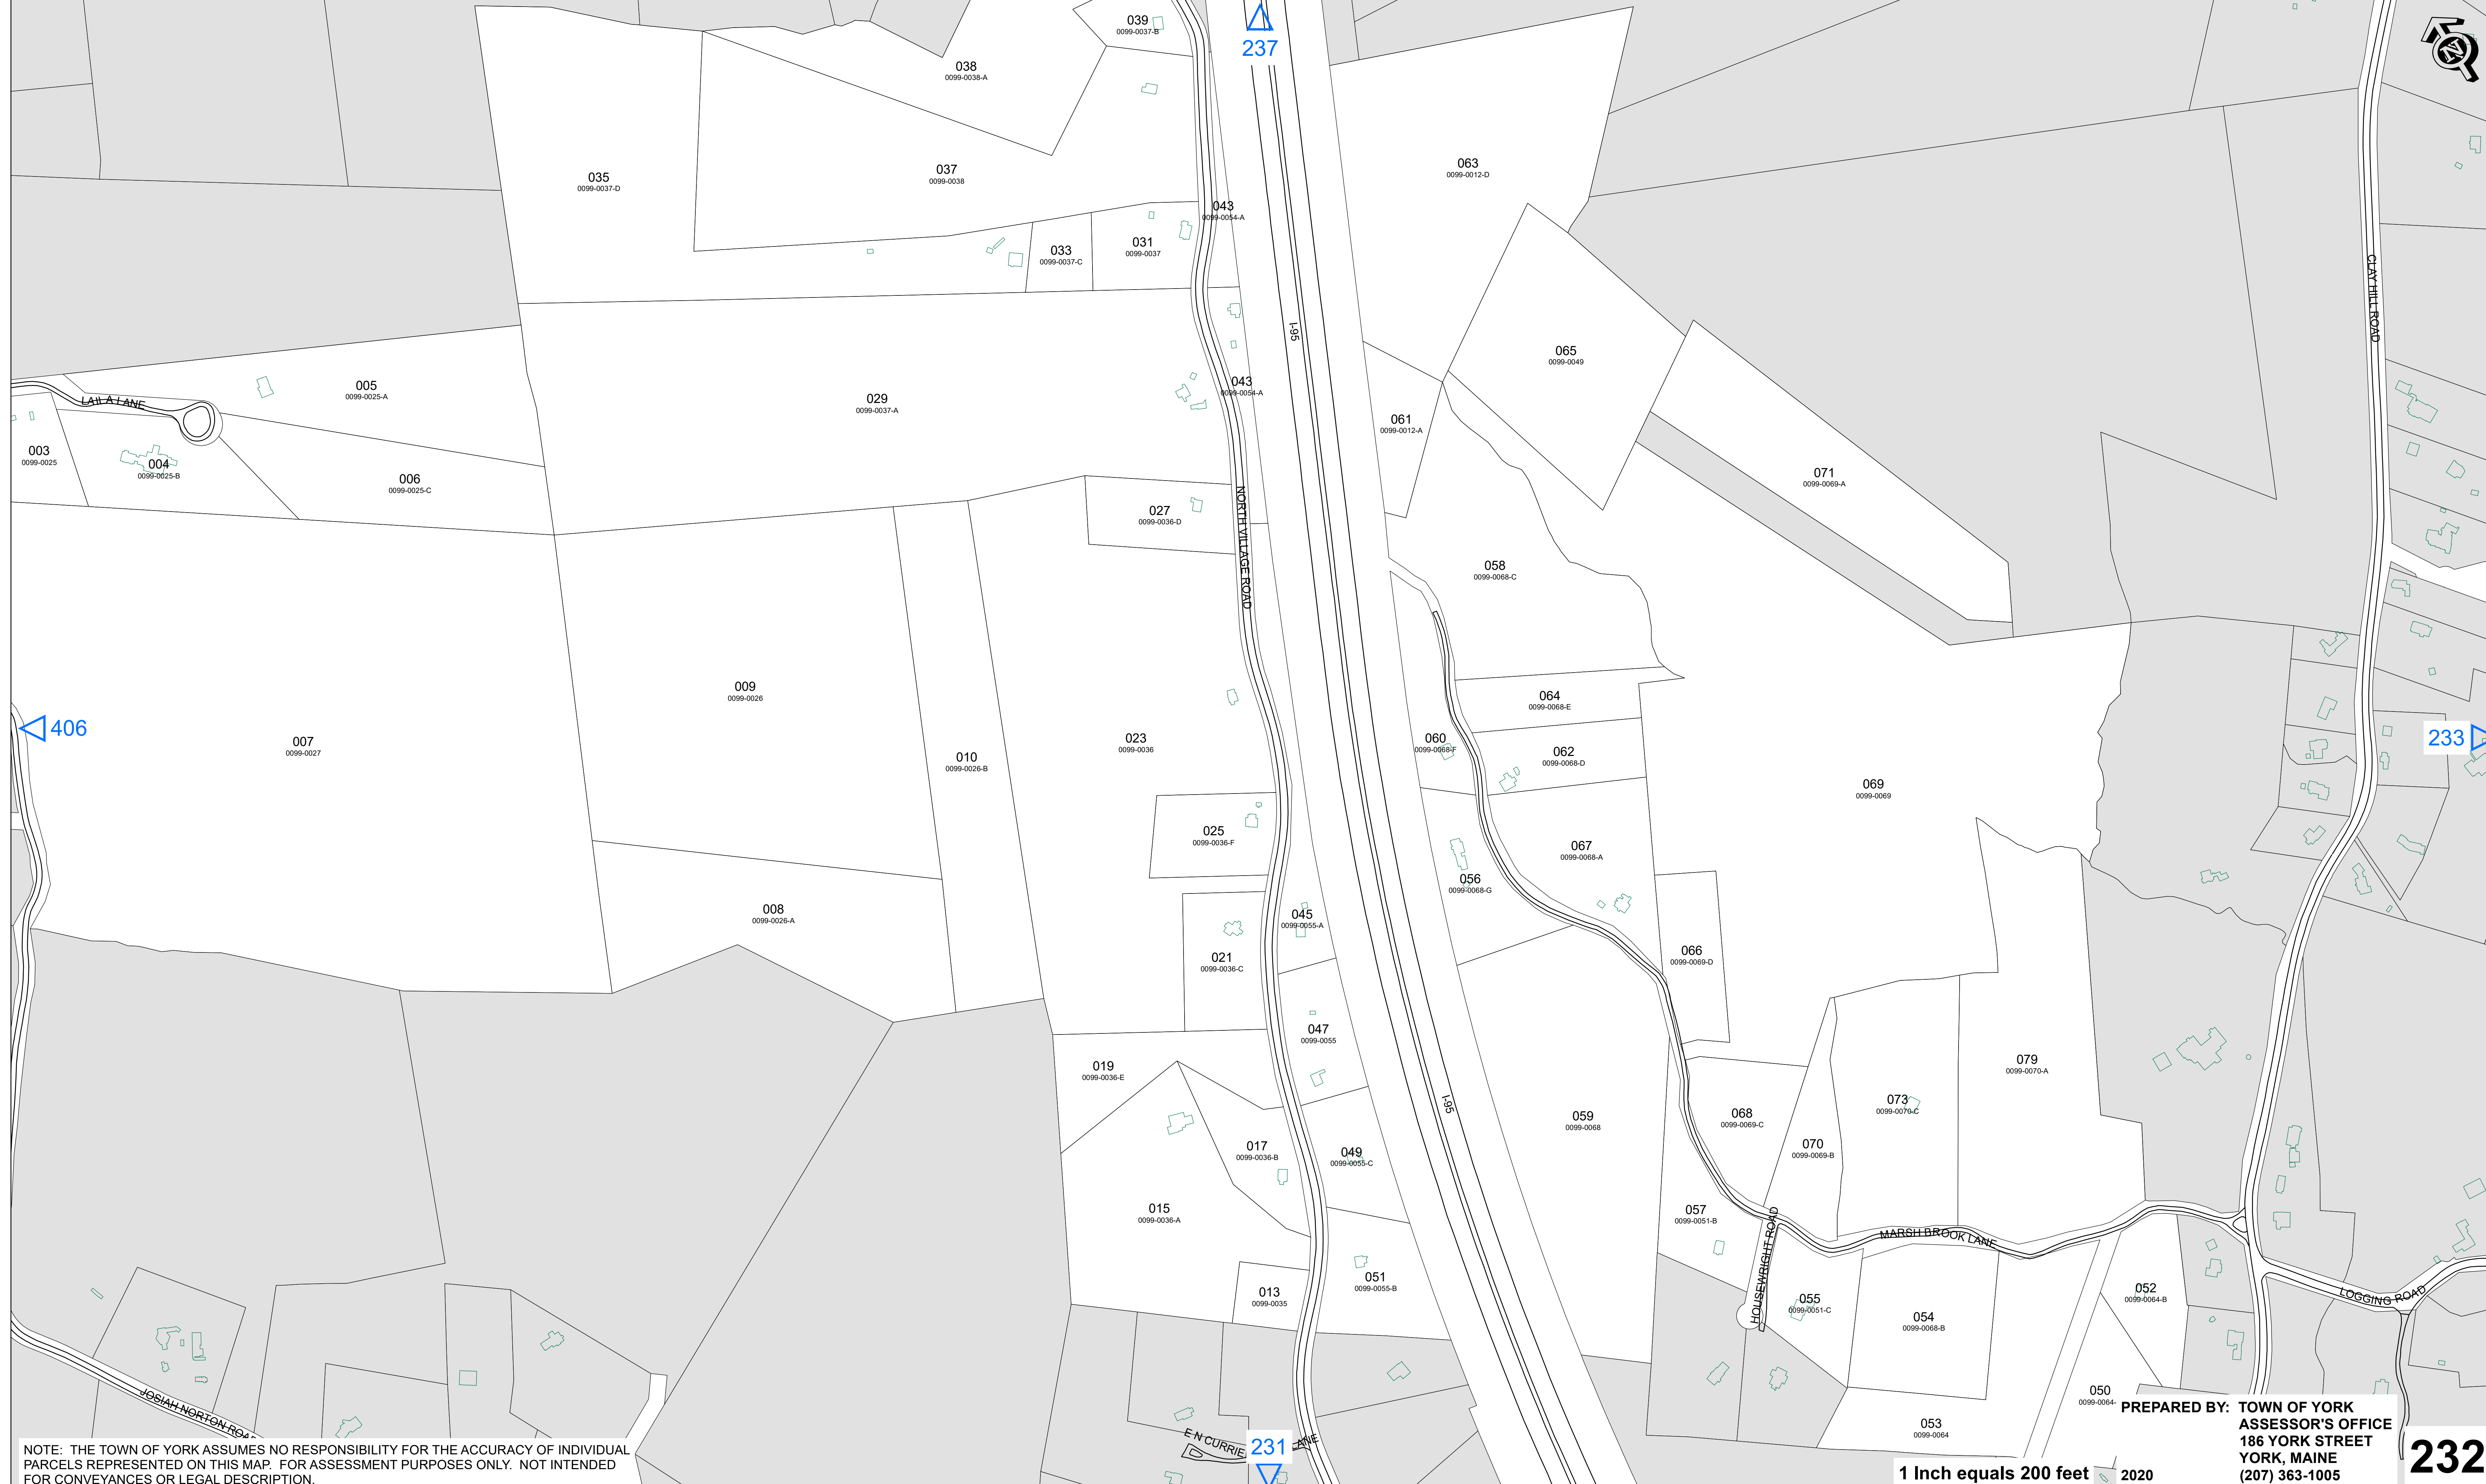 039
0099-0037-B
237
N
038
0099-0038-A
063
0099-0012-D
035
0099-0037-D
037
0099-0038
043
0099-0054-A
033
0099-0037-C
031
0099-0037
CLAY HILL ROAD
I-95
065
0099-0049
005
0099-0025-A
LAILA LANE
029
0099-0037-A
043
0099-0054-A
061
0099-0012-A
003
0099-0025
004
0099-0025-B
006
0099-0025-C
071
0099-0069-A
027
0099-0036-D
NORTH VILLAGE ROAD
058
0099-0068-C
009
0099-0026
064
0099-0068-E
406
007
0099-0027
010
0099-0026-B
023
0099-0036
060
0099-0068-F
062
0099-0068-D
233
069
0099-0069
025
0099-0036-F
067
0099-0068-A
056
0099-0068-G
008
0099-0026-A
045
0099-0055-A
021
0099-0036-C
066
0099-0069-D
047
0099-0055
019
0099-0036-E
079
0099-0070-A
I-95
059
0099-0068
068
0099-0069-C
073
0099-0070-C
017
0099-0036-B
049
0099-0055-C
070
0099-0069-B
015
0099-0036-A
057
0099-0051-B
HOUSEWRIGHT ROAD
MARSH BROOK LANE
013
0099-0035
051
0099-0055-B
055
0099-0051-C
054
0099-0068-B
052
0099-0064-B
LOGGING ROAD
JOSIAH NORTON ROAD
053
0099-0064
050
0099-0064-
E N CURRIE LANE
231
NOTE: THE TOWN OF YORK ASSUMES NO RESPONSIBILITY FOR THE ACCURACY OF INDIVIDUAL
PARCELS REPRESENTED ON THIS MAP. FOR ASSESSMENT PURPOSES ONLY. NOT INTENDED
FOR CONVEYANCES OR LEGAL DESCRIPTION.
1 Inch equals 200 feet
PREPARED BY: TOWN OF YORK
ASSESSOR'S OFFICE
186 YORK STREET
YORK, MAINE
2020 (207) 363-1005
232